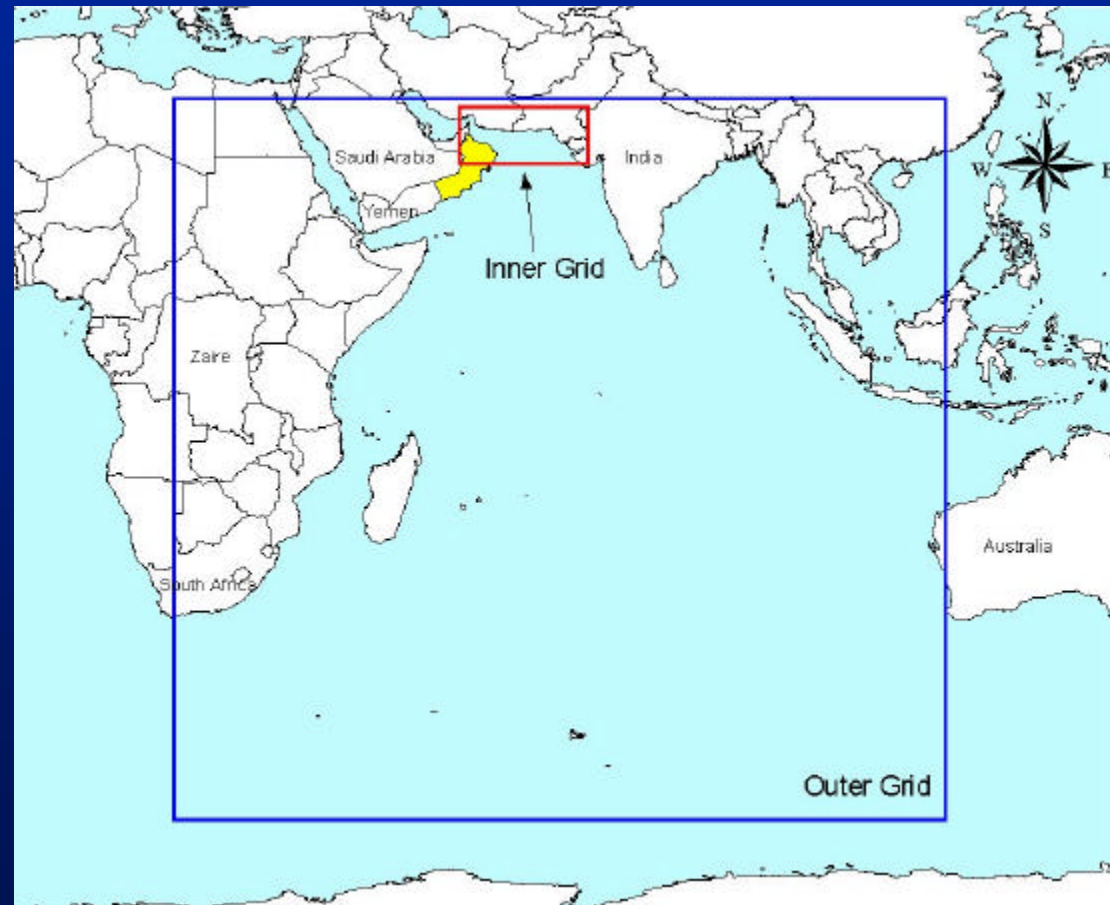 N
Saudi Arabia
India
W
E
Yemen
S
Inner Grid
Zaire
Australia
South Africa
Outer Grid